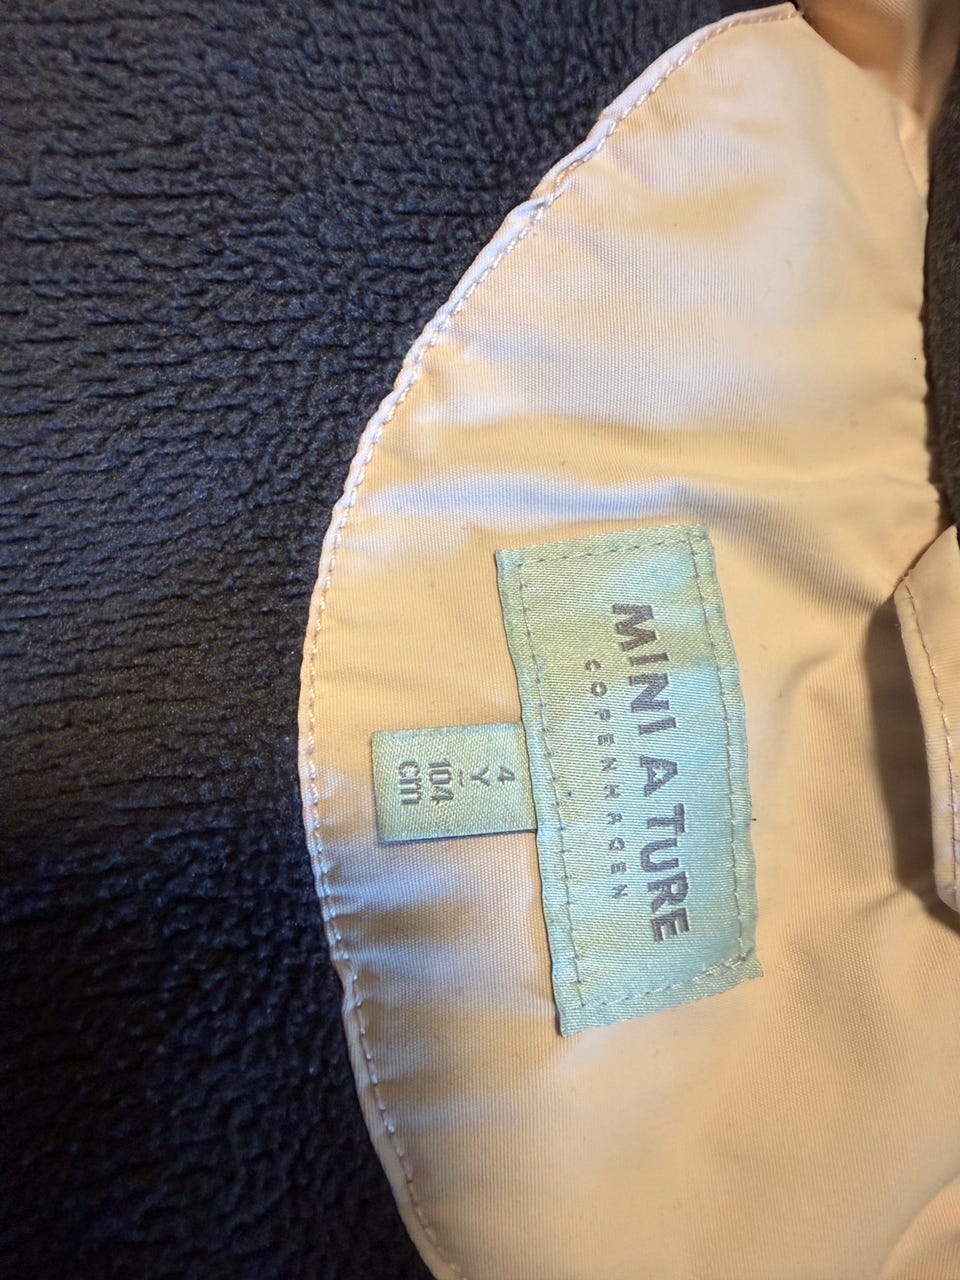 MINI A TURE
COPENHAGEN
4
Y
104
cm